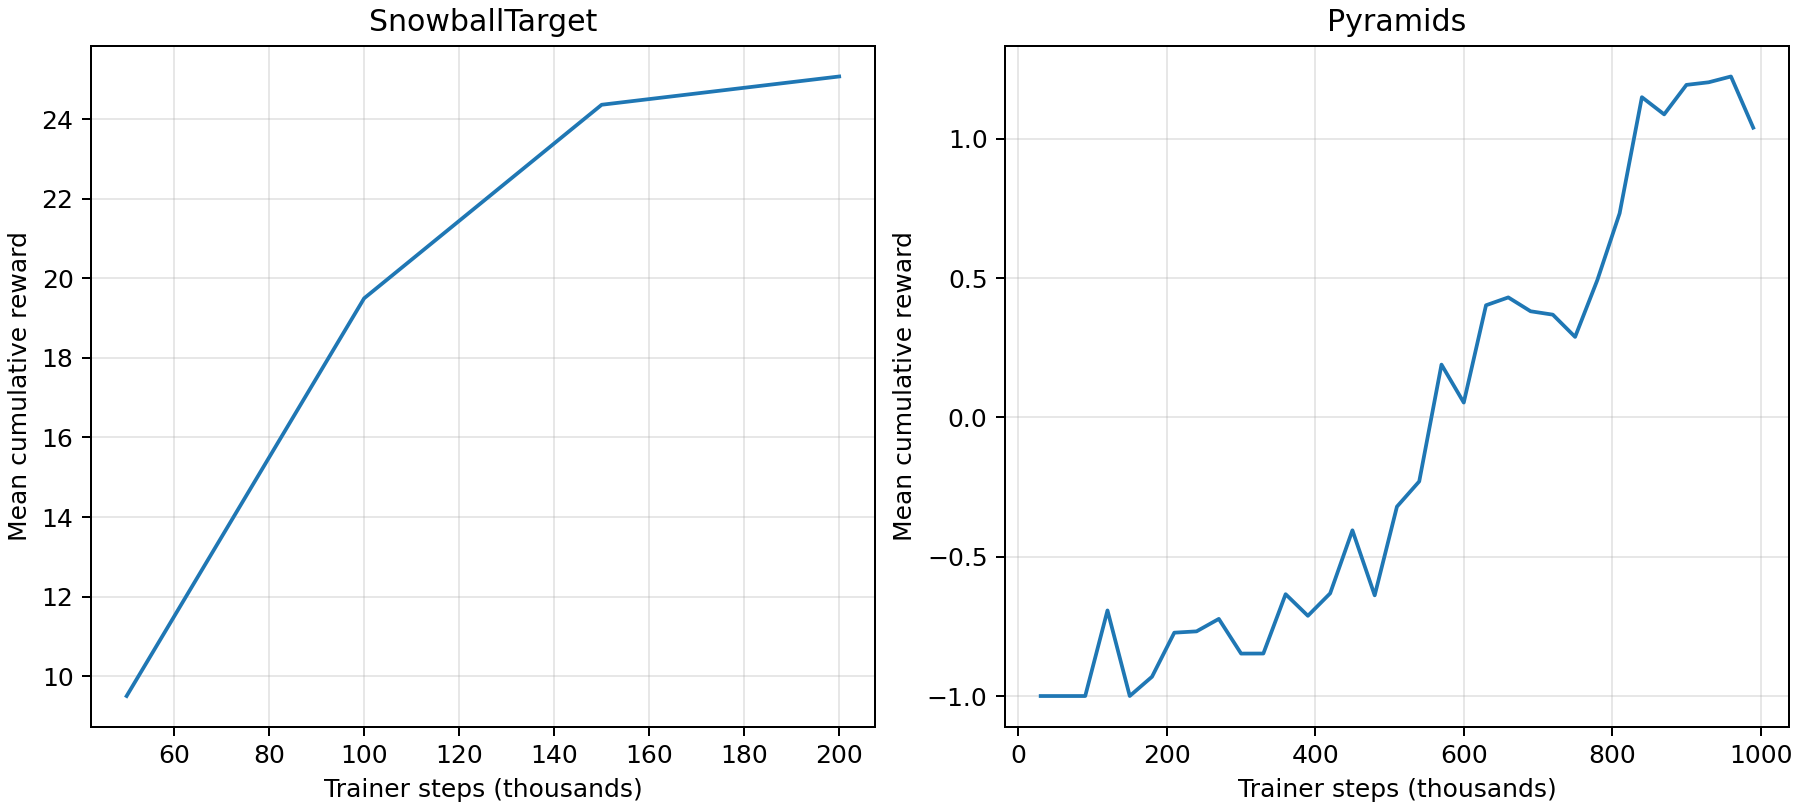 SnowballTarget
Mean cumulative reward
24
22
20
18
16
14
12
10
60 80 100 120 140 160 180 200
Trainer steps (thousands)
Pyramids
Mean cumulative reward
1.0
0.5
0.0
−0.5
−1.0
0 200 400 600 800 1000
Trainer steps (thousands)